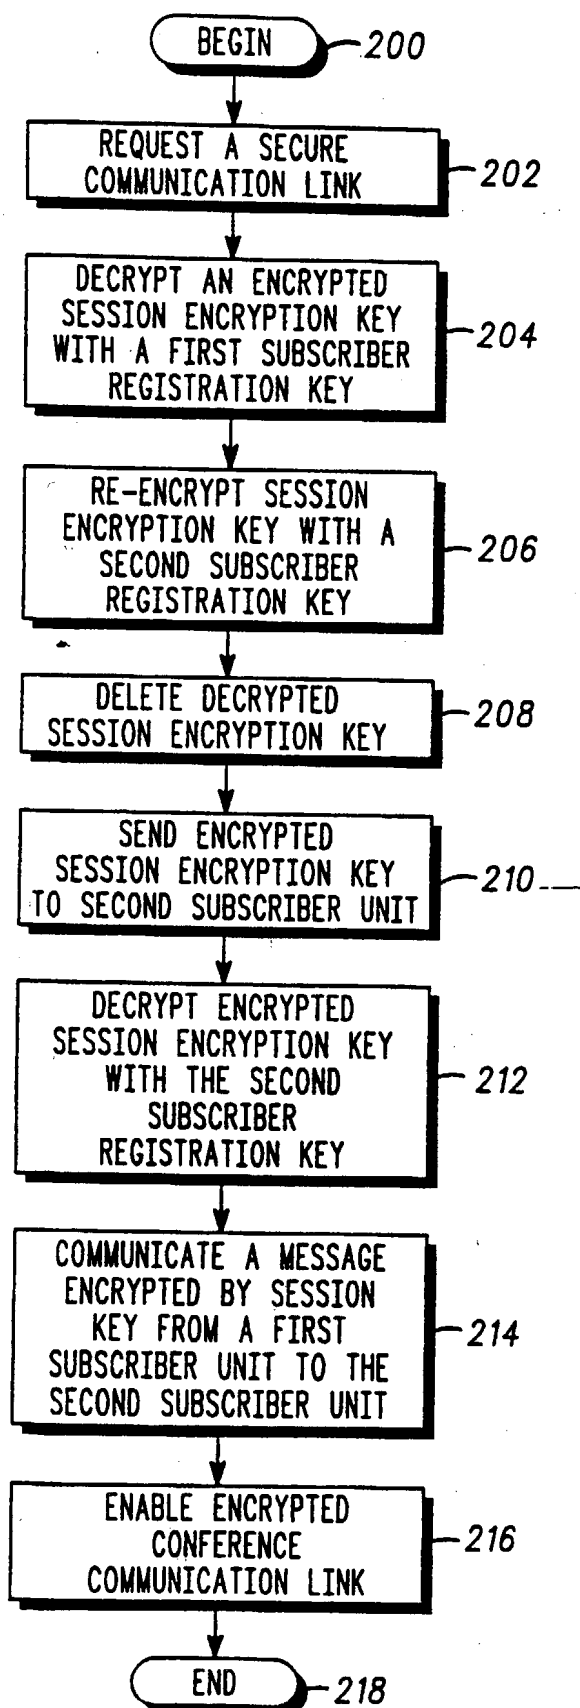 BEGIN
200
REQUEST A SECURE
COMMUNICATION LINK
202
DECRYPT AN ENCRYPTED
SESSION ENCRYPTION KEY
WITH A FIRST SUBSCRIBER
REGISTRATION KEY
204
RE-ENCRYPT SESSION
ENCRYPTION KEY WITH A
SECOND SUBSCRIBER
REGISTRATION KEY
206
DELETE DECRYPTED
SESSION ENCRYPTION KEY
208
SEND ENCRYPTED
SESSION ENCRYPTION KEY
TO SECOND SUBSCRIBER UNIT
210
DECRYPT ENCRYPTED
SESSION ENCRYPTION KEY
WITH THE SECOND
SUBSCRIBER
REGISTRATION KEY
212
COMMUNICATE A MESSAGE
ENCRYPTED BY SESSION
KEY FROM A FIRST
SUBSCRIBER UNIT TO THE
SECOND SUBSCRIBER UNIT
214
ENABLE ENCRYPTED
CONFERENCE
COMMUNICATION LINK
216
END
218